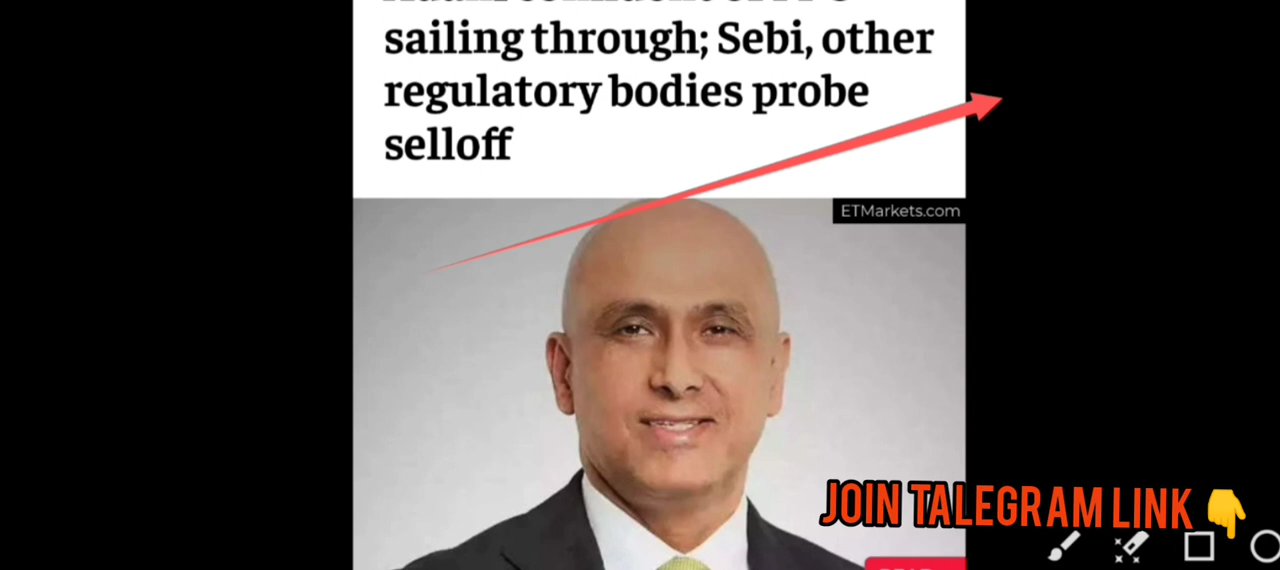 sailing through; Sebi, other
regulatory bodies probe
selloff
ETMarkets.com
JOIN TALEGRAM LINK